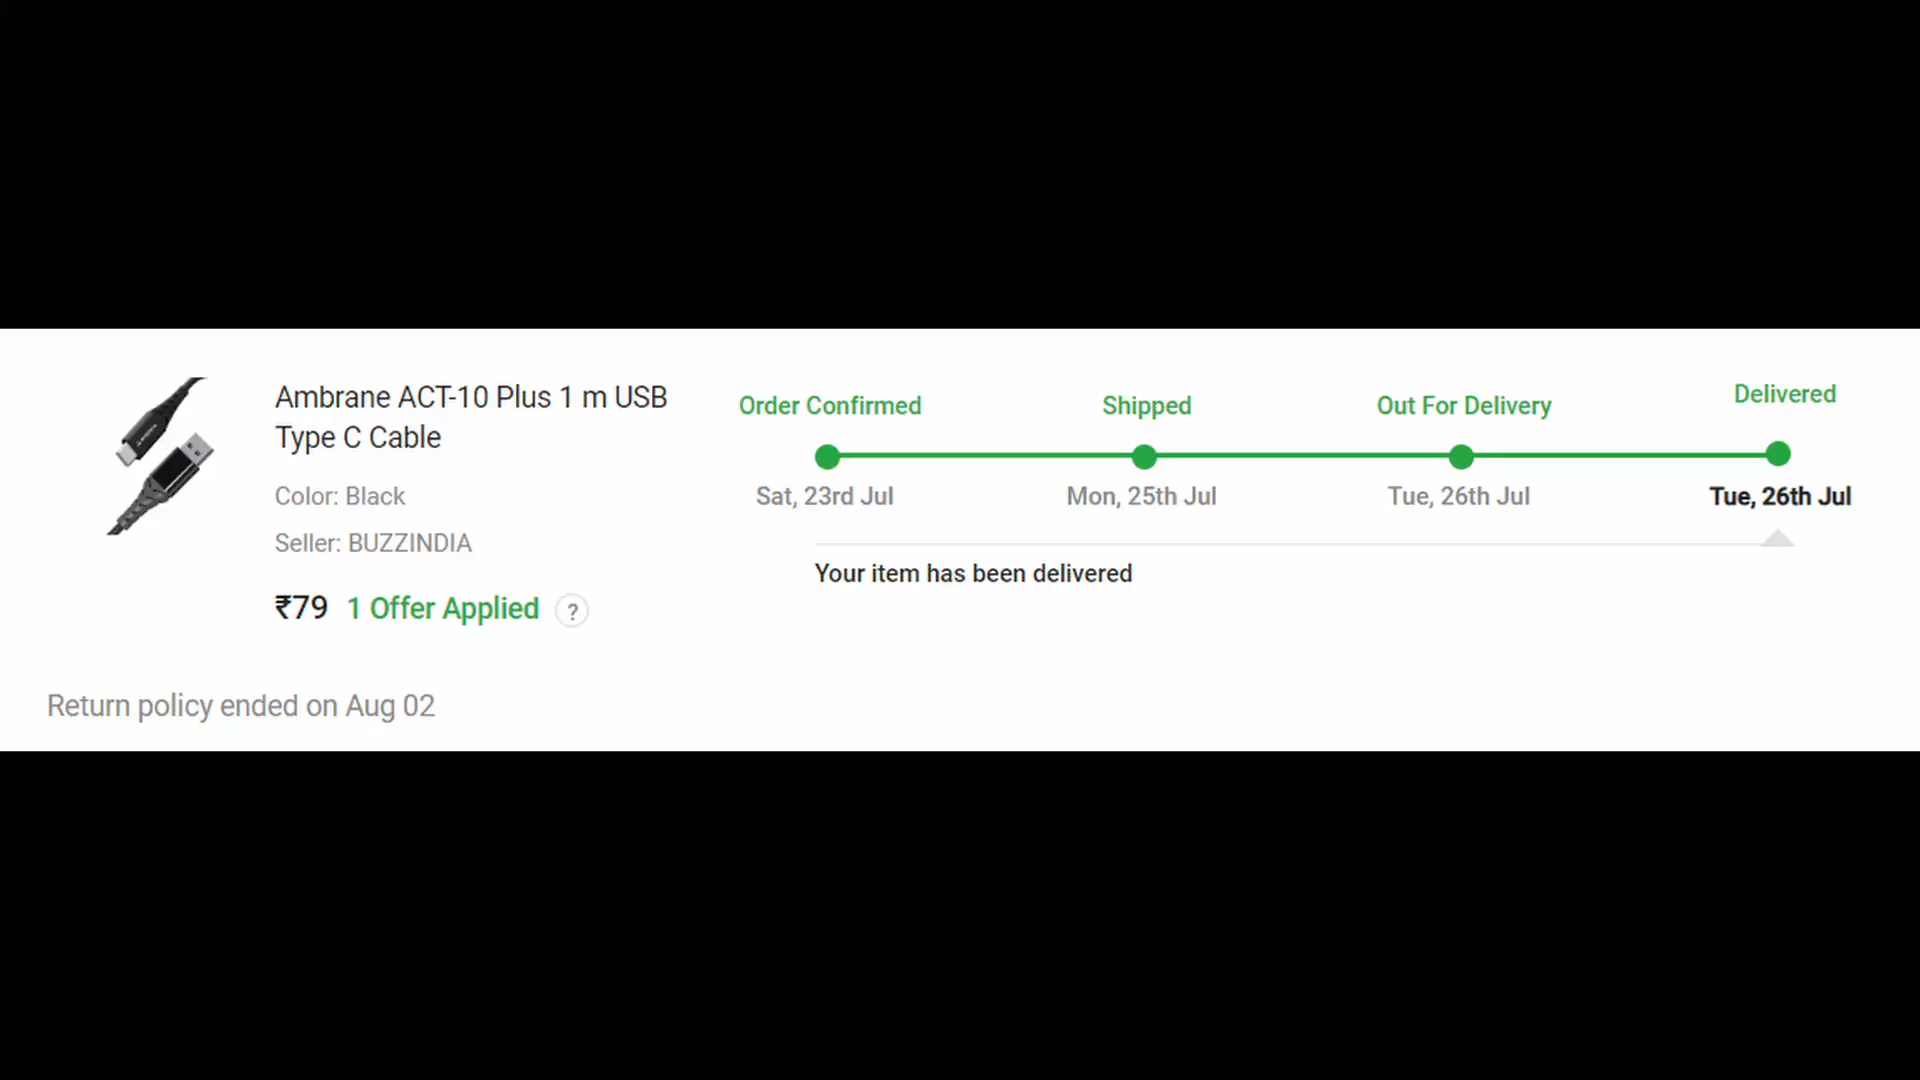 Ambrane ACT-10 Plus 1 m USB
Type C Cable
Color: Black
Seller: BUZZINDIA
₹79 1 Offer Applied ?
Order Confirmed
Sat, 23rd Jul
Shipped
Mon, 25th Jul
Out For Delivery
Tue, 26th Jul
Delivered
Tue, 26th Jul
Your item has been delivered
Return policy ended on Aug 02